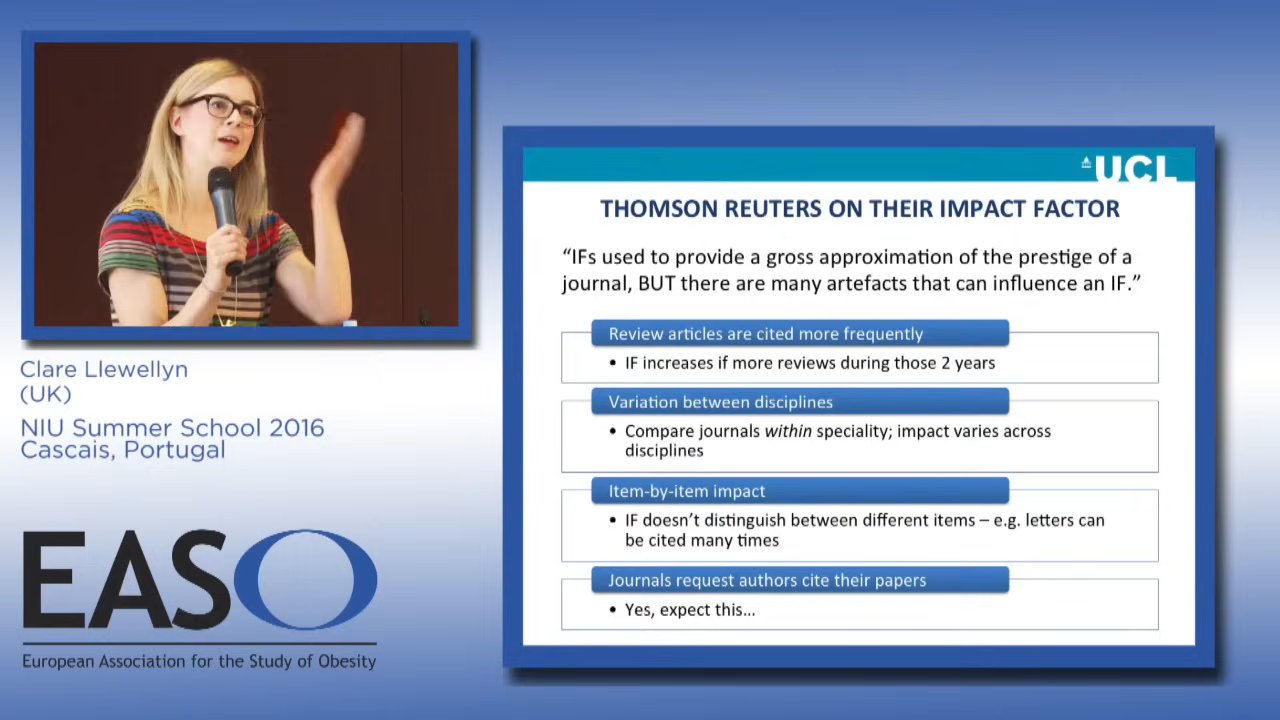 Clare Llewellyn
(UK)
NIU Summer School 2016
Cascais, Portugal
EASO
European Association for the Study of Obesity
UCL
THOMSON REUTERS ON THEIR IMPACT FACTOR
“IFs used to provide a gross approximation of the prestige of a
journal, BUT there are many artefacts that can influence an IF.”
Review articles are cited more frequently
• IF increases if more reviews during those 2 years
Variation between disciplines
• Compare journals within speciality; impact varies across
disciplines
Item-by-item impact
• IF doesn’t distinguish between different items – e.g. letters can
be cited many times
Journals request authors cite their papers
• Yes, expect this…